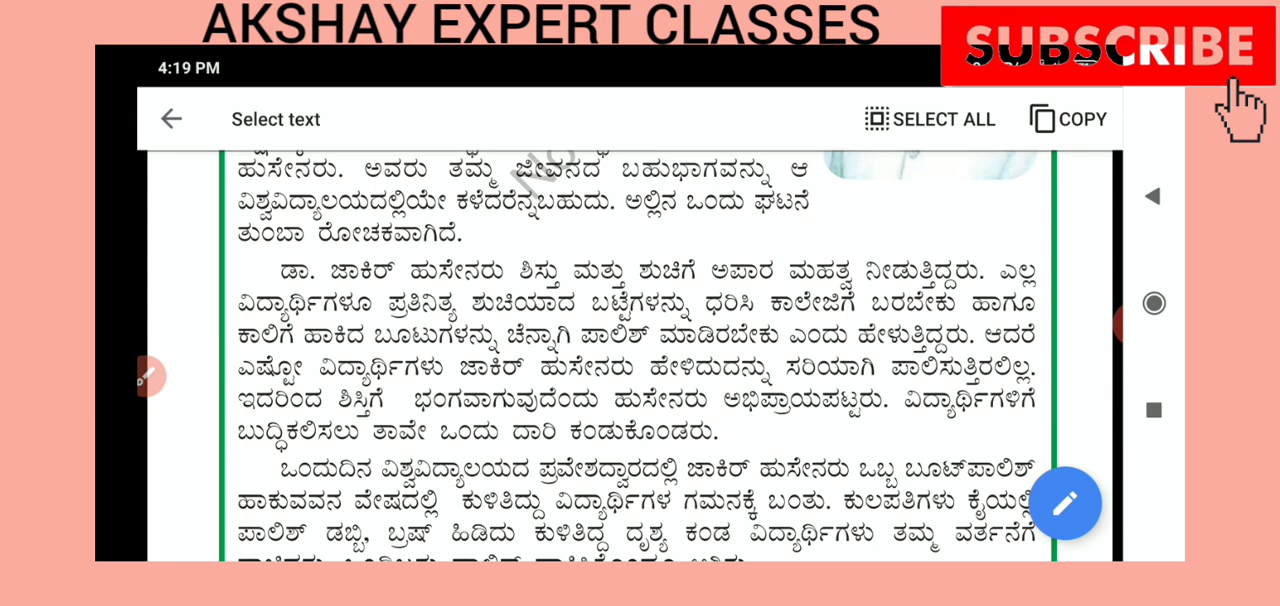 AKSHAY EXPERT CLASSES
SUBSCRIBE
4:19 PM
Select text
SELECT ALL
COPY
NO
ಹುಸೇನರು. ಅವರು ತಮ್ಮ ಜೀವನದ ಬಹುಭಾಗವನ್ನು ಆ
ವಿಶ್ವವಿದ್ಯಾಲಯದಲ್ಲಿಯೇ ಕಳೆದರೆನ್ನಬಹುದು. ಅಲ್ಲಿನ ಒಂದು ಘಟನೆ
ತುಂಬಾ ರೋಚಕವಾಗಿದೆ.
ಡಾ. ಜಾಕಿರ್ ಹುಸೇನರು ಶಿಸ್ತು ಮತ್ತು ಶುಚಿಗೆ ಅಪಾರ ಮಹತ್ವ ನೀಡುತ್ತಿದ್ದರು. ಎಲ್ಲ
ವಿದ್ಯಾರ್ಥಿಗಳೂ ಪ್ರತಿನಿತ್ಯ ಶುಚಿಯಾದ ಬಟ್ಟೆಗಳನ್ನು ಧರಿಸಿ ಕಾಲೇಜಿಗೆ ಬರಬೇಕು ಹಾಗೂ
ಕಾಲಿಗೆ ಹಾಕಿದ ಬೂಟುಗಳನ್ನು ಚೆನ್ನಾಗಿ ಪಾಲಿಶ್ ಮಾಡಿರಬೇಕು ಎಂದು ಹೇಳುತ್ತಿದ್ದರು. ಆದರೆ
ಎಷ್ಟೋ ವಿದ್ಯಾರ್ಥಿಗಳು ಜಾಕಿರ್ ಹುಸೇನರು ಹೇಳಿದುದನ್ನು ಸರಿಯಾಗಿ ಪಾಲಿಸುತ್ತಿರಲಿಲ್ಲ.
ಇದರಿಂದ ಶಿಸ್ತಿಗೆ ಭಂಗವಾಗುವುದೆಂದು ಹುಸೇನರು ಅಭಿಪ್ರಾಯಪಟ್ಟರು. ವಿದ್ಯಾರ್ಥಿಗಳಿಗೆ
ಬುದ್ಧಿಕಲಿಸಲು ತಾವೇ ಒಂದು ದಾರಿ ಕಂಡುಕೊಂಡರು.
ಒಂದುದಿನ ವಿಶ್ವವಿದ್ಯಾಲಯದ ಪ್ರವೇಶದ್ವಾರದಲ್ಲಿ ಜಾಕಿರ್ ಹುಸೇನರು ಒಬ್ಬ ಬೂಟ್‌ಪಾಲಿಶ್
ಹಾಕುವವನ ವೇಷದಲ್ಲಿ ಕುಳಿತಿದ್ದು ವಿದ್ಯಾರ್ಥಿಗಳ ಗಮನಕ್ಕೆ ಬಂತು. ಕುಲಪತಿಗಳು ಕೈಯಲ್ಲಿ
ಪಾಲಿಶ್ ಡಬ್ಬಿ, ಬ್ರಷ್ ಹಿಡಿದು ಕುಳಿತಿದ್ದ ದೃಶ್ಯ ಕಂಡ ವಿದ್ಯಾರ್ಥಿಗಳು ತಮ್ಮ ವರ್ತನೆಗೆ